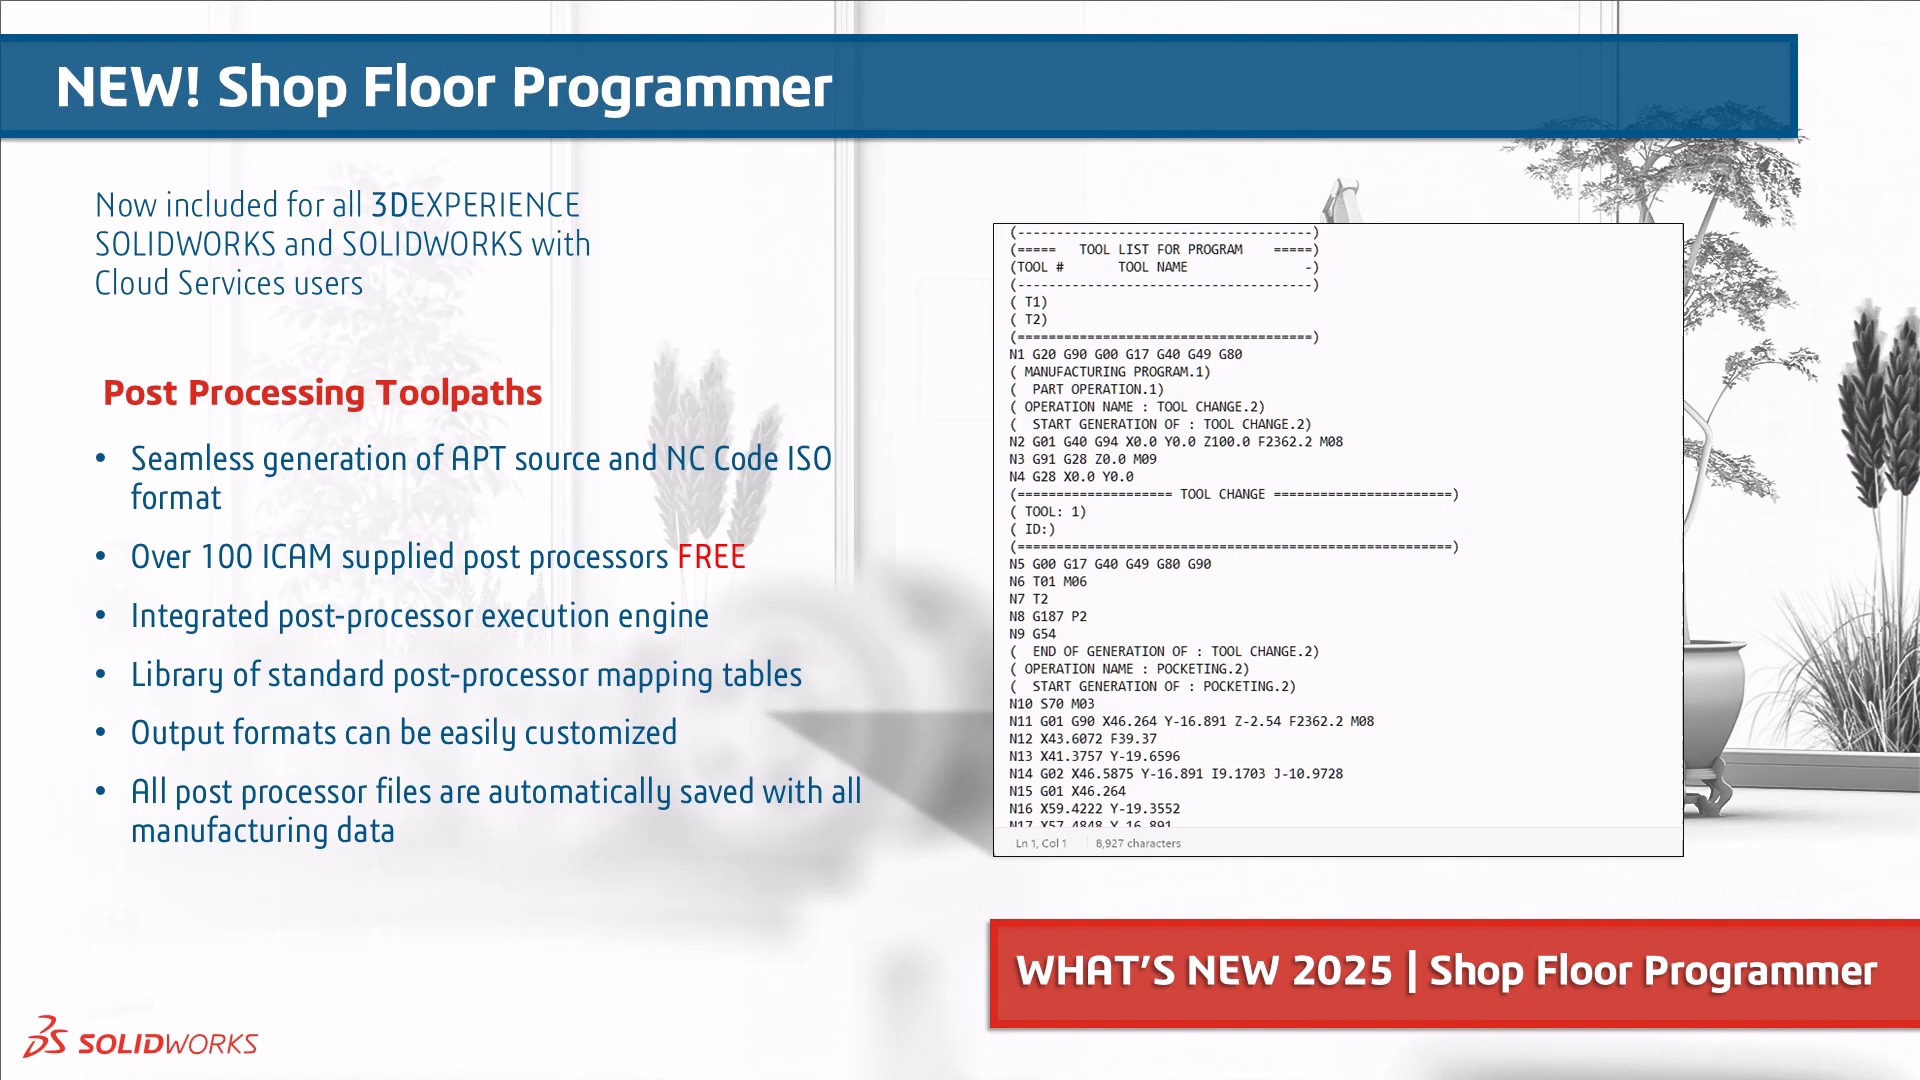 NEW! Shop Floor Programmer
Now included for all 3DEXPERIENCE
SOLIDWORKS and SOLIDWORKS with
Cloud Services users
Post Processing Toolpaths
• Seamless generation of APT source and NC Code ISO
format
• Over 100 ICAM supplied post processors FREE
• Integrated post-processor execution engine
• Library of standard post-processor mapping tables
• Output formats can be easily customized
• All post processor files are automatically saved with all
manufacturing data
(--------------------------------------)
(===== TOOL LIST FOR PROGRAM =====)
(TOOL # TOOL NAME -)
(--------------------------------------)
( T1)
( T2)
(======================================)
N1 G20 G90 G00 G17 G40 G49 G80
( MANUFACTURING PROGRAM.1)
( PART OPERATION.1)
( OPERATION NAME : TOOL CHANGE.2)
( START GENERATION OF : TOOL CHANGE.2)
N2 G01 G40 G94 X0.0 Y0.0 Z100.0 F2362.2 M08
N3 G91 G28 Z0.0 M09
N4 G28 X0.0 Y0.0
(==================== TOOL CHANGE =======================)
( TOOL: 1)
( ID:)
(========================================================)
N5 G00 G17 G40 G49 G80 G90
N6 T01 M06
N7 T2
N8 G187 P2
N9 G54
( END OF GENERATION OF : TOOL CHANGE.2)
( OPERATION NAME : POCKETING.2)
( START GENERATION OF : POCKETING.2)
N10 S70 M03
N11 G01 G90 X46.264 Y-16.891 Z-2.54 F2362.2 M08
N12 X43.6072 F39.37
N13 X41.3757 Y-19.6596
N14 G02 X46.5875 Y-16.891 I9.1703 J-10.9728
N15 G01 X46.264
N16 X59.4222 Y-19.3552
N17 X57.4848 Y-16.891
Ln 1, Col 1 8,927 characters
WHAT'S NEW 2025 | Shop Floor Programmer
SOLIDWORKS